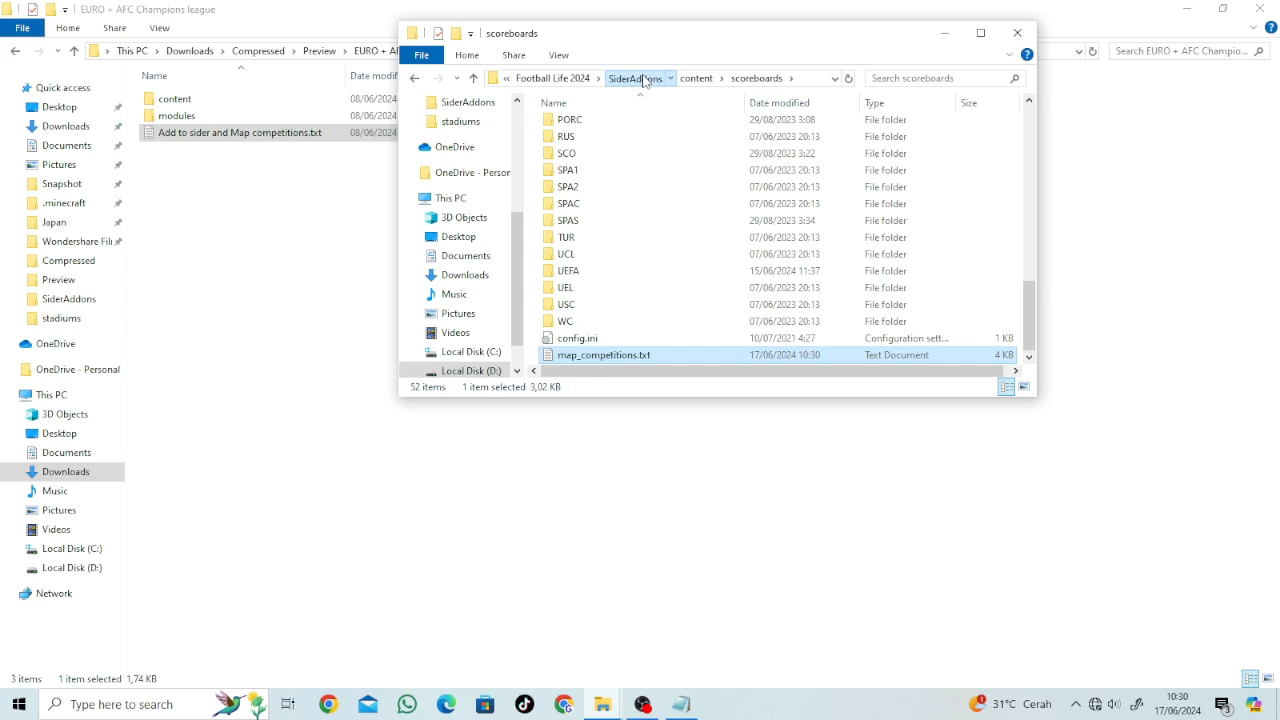 EURO + AFC Champions league
File
Home
Share
View
This PC > Downloads > Compressed > Preview > EURO + AF
Search EURO + AFC Champio...
Name
Date modif
Quick access
Desktop
Downloads
Documents
Pictures
Snapshot
.minecraft
Japan
Wondershare Fil
Compressed
Preview
SiderAddons
stadiums
OneDrive
OneDrive - Personal
This PC
3D Objects
Desktop
Documents
Downloads
Music
Pictures
Videos
Local Disk (C:)
Local Disk (D:)
Network
content 08/06/2024
modules 08/06/2024
Add to sider and Map competitions.txt 08/06/2024
3 items 1 item selected 1,74 KB
scoreboards
File
Home
Share
View
« Football Life 2024 > SiderAddons > content > scoreboards >
Search scoreboards
SiderAddons
stadiums
OneDrive
OneDrive - Person
This PC
3D Objects
Desktop
Documents
Downloads
Music
Pictures
Videos
Local Disk (C:)
Local Disk (D:)
Name Date modified Type Size
PORC 29/08/2023 3:08 File folder
RUS 07/06/2023 20:13 File folder
SCO 29/08/2023 3:22 File folder
SPA1 07/06/2023 20:13 File folder
SPA2 07/06/2023 20:13 File folder
SPAC 07/06/2023 20:13 File folder
SPAS 29/08/2023 3:34 File folder
TUR 07/06/2023 20:13 File folder
UCL 07/06/2023 20:13 File folder
UEFA 15/06/2024 11:37 File folder
UEL 07/06/2023 20:13 File folder
USC 07/06/2023 20:13 File folder
WC 07/06/2023 20:13 File folder
config.ini 10/07/2021 4:27 Configuration sett... 1 KB
map_competitions.txt 17/06/2024 10:30 Text Document 4 KB
52 items 1 item selected 3,02 KB
Type here to search
31°C Cerah
10:30
17/06/2024